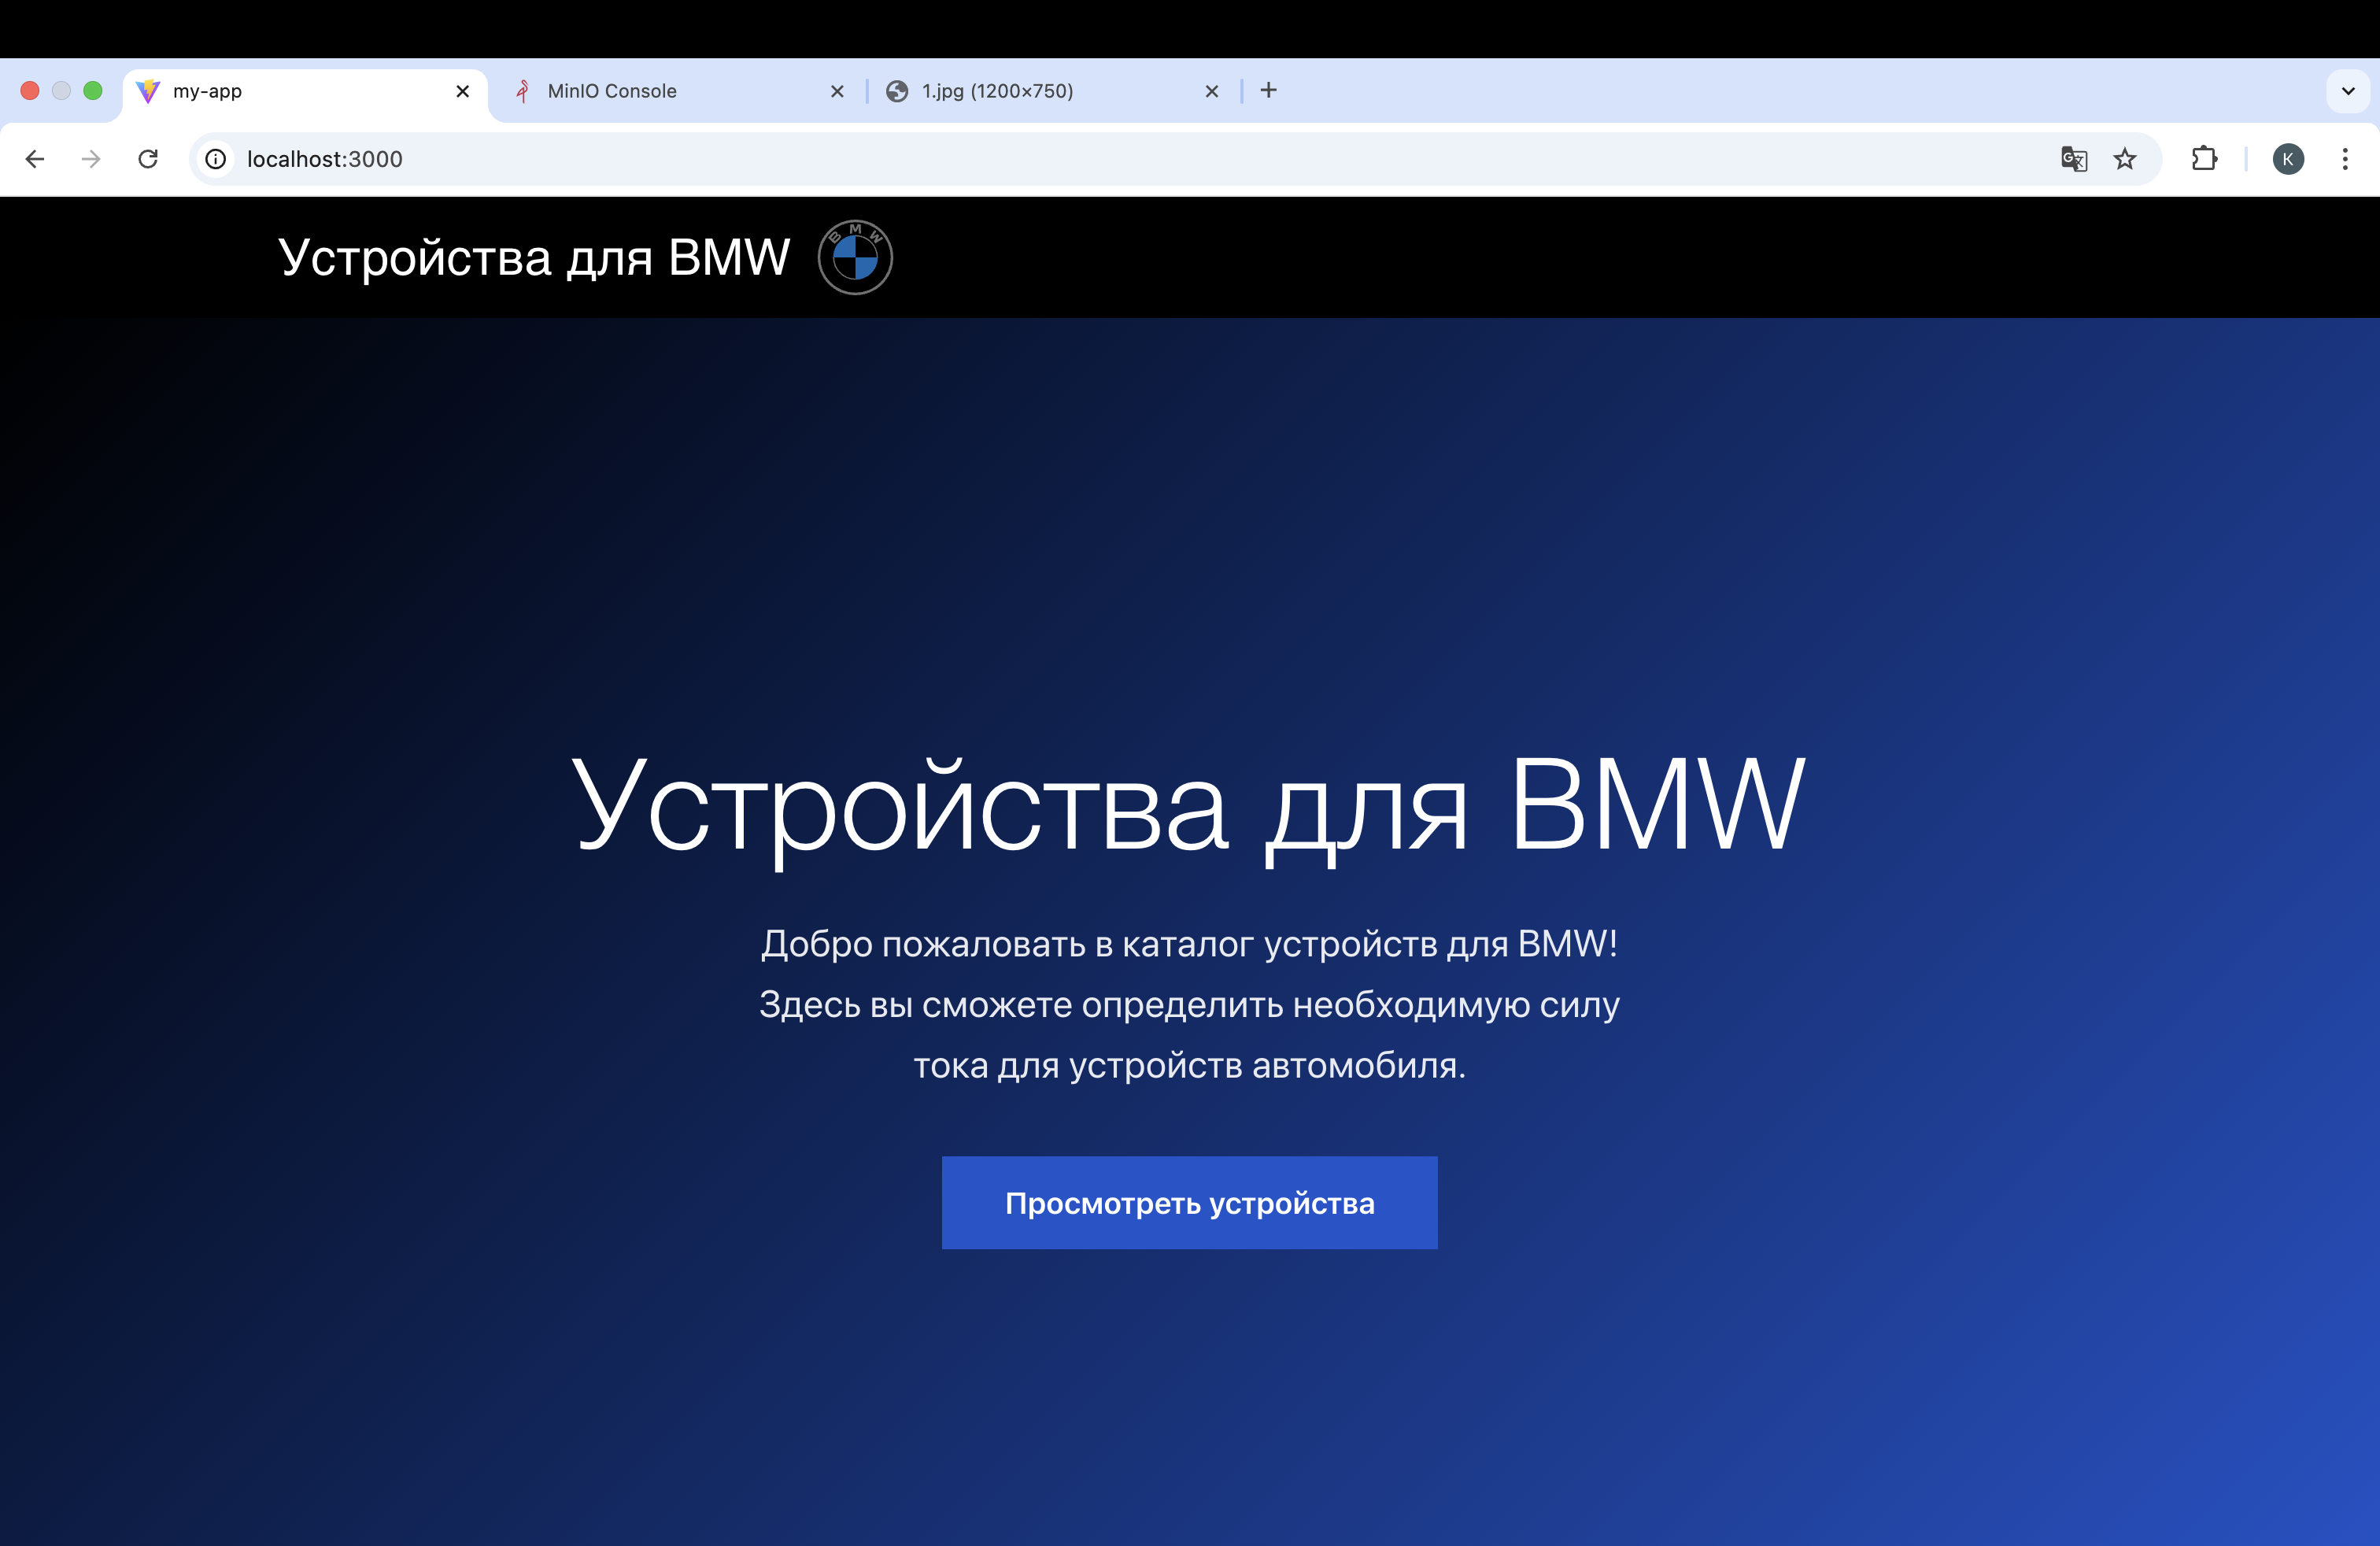 my-app
MinIO Console
1.jpg (1200×750)
localhost:3000
K
Устройства для BMW
BMW
Устройства для BMW
Добро пожаловать в каталог устройств для BMW!
Здесь вы сможете определить необходимую силу
тока для устройств автомобиля.
Просмотреть устройства